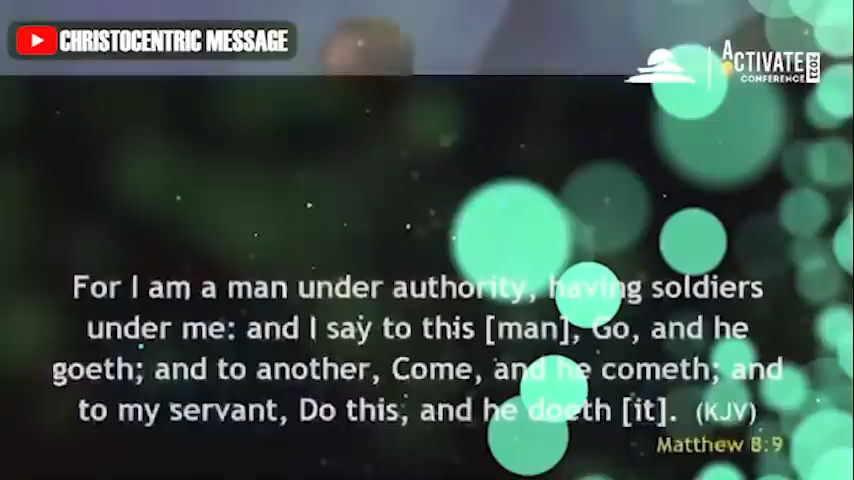 CHRISTOCENTRIC MESSAGE
ACTIVATE
CONFERENCE 2021
For I am a man under authority, having soldiers
under me: and I say to this [man], Go, and he
goeth; and to another, Come, and he cometh; and
to my servant, Do this, and he doeth [it]. (KJV)
Matthew 8:9